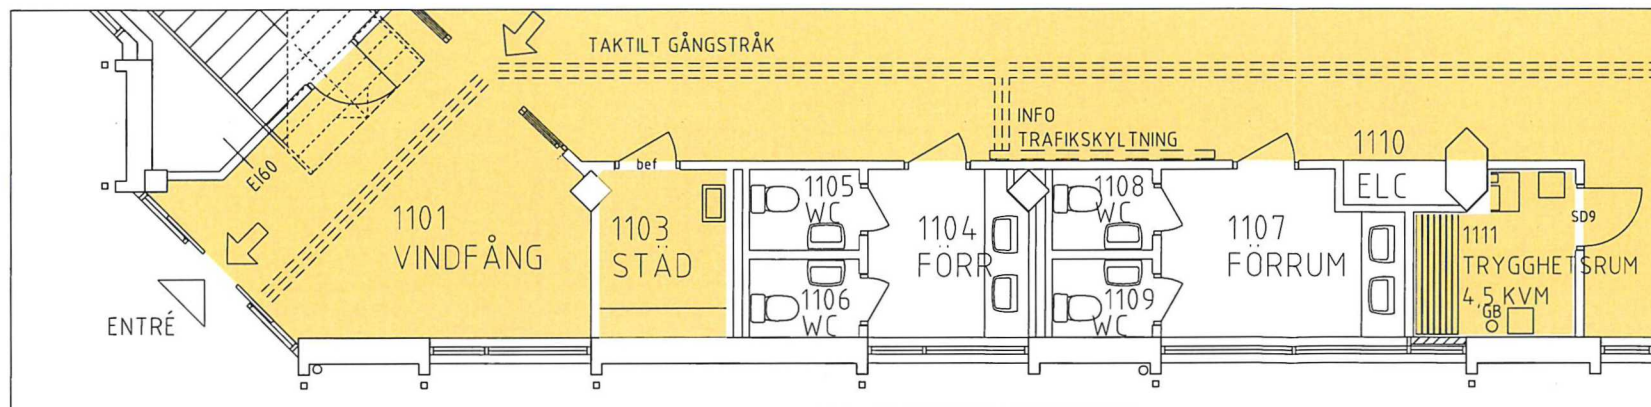 TAKTILT GÅNGSTRÅK
INFO
TRAFIKSKYLTNING
E160
bef
1101
VINDFÅNG
1103
STÄD
1105
WC
1106
WC
1104
FÖRR
1108
WC
1109
WC
1107
FÖRRUM
1110
ELC
SD9
1111
TRYGGHETSRUM
4,5 KVM
GB
ENTRÉ